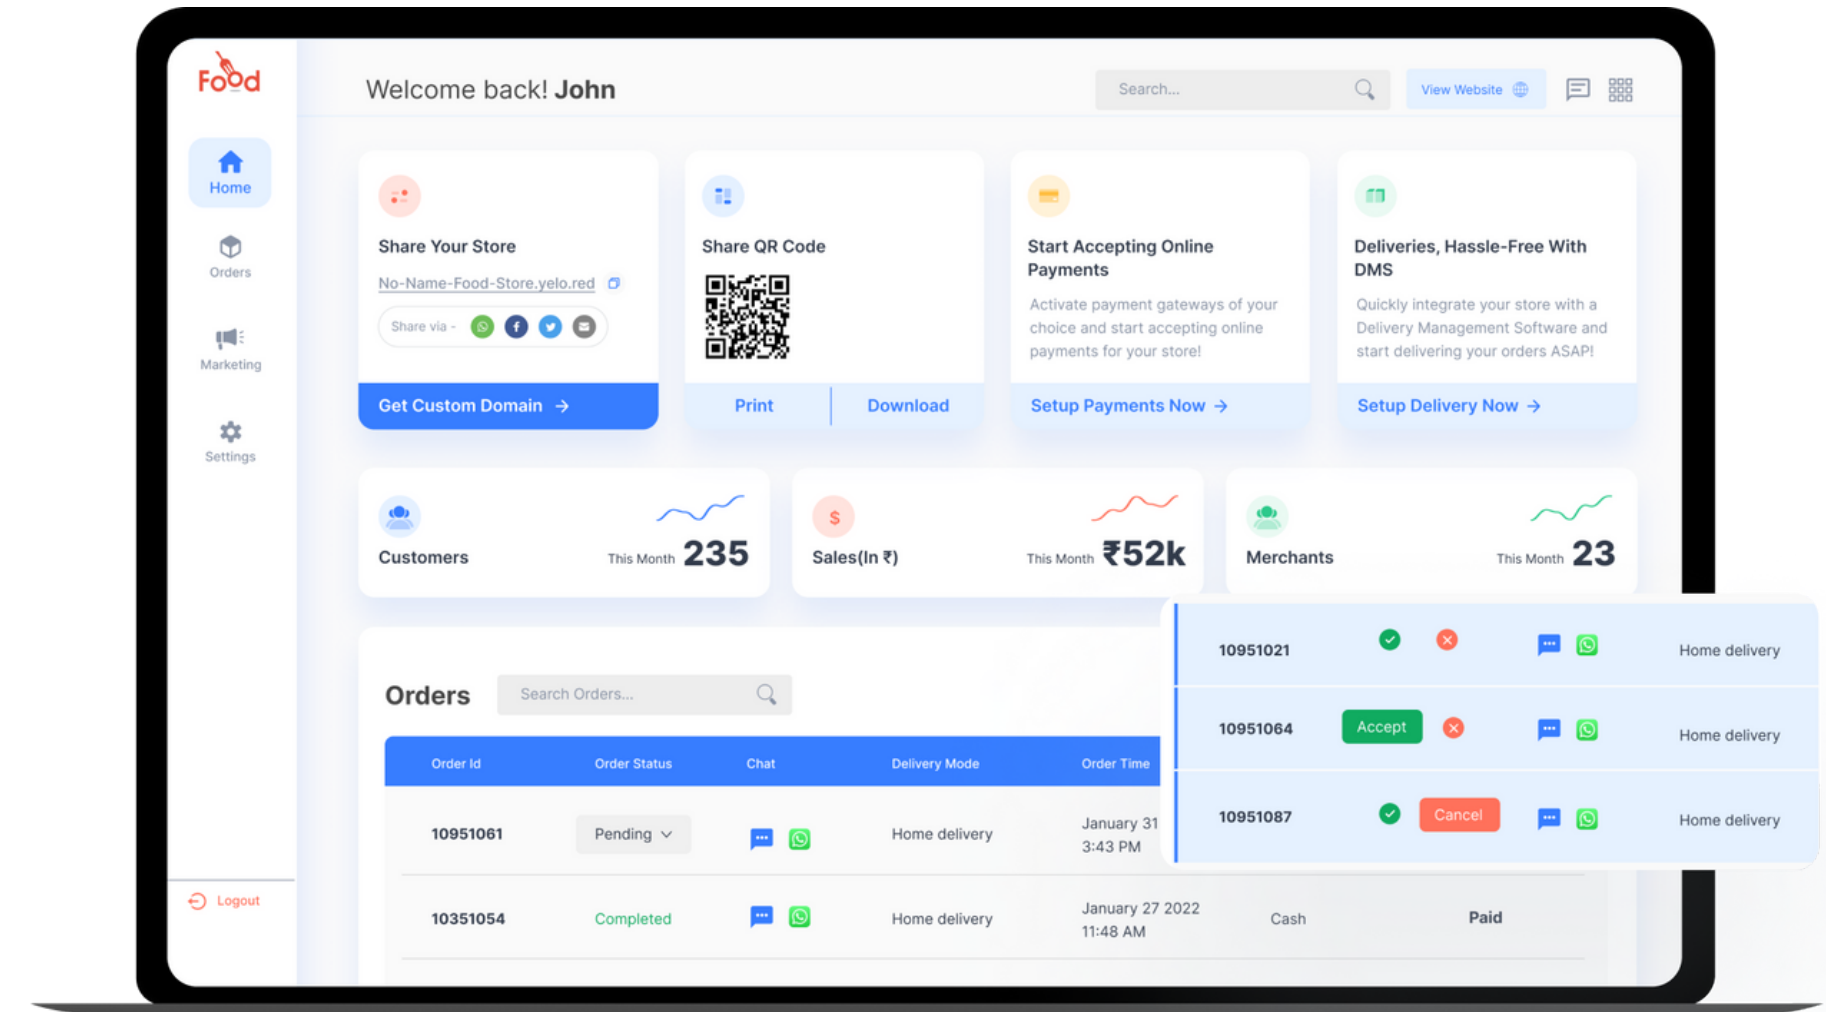 Food
Welcome back! John
Search...
View Website
Home
Orders
Marketing
Settings
Logout
Share Your Store
No-Name-Food-Store.yelo.red
Share via -
Get Custom Domain →
Share QR Code
Print
Download
Start Accepting Online
Payments
Activate payment gateways of your
choice and start accepting online
payments for your store!
Setup Payments Now →
Deliveries, Hassle-Free With
DMS
Quickly integrate your store with a
Delivery Management Software and
start delivering your orders ASAP!
Setup Delivery Now →
Customers
This Month 235
$
Sales(In ₹)
This Month ₹52k
Merchants
This Month 23
Orders
Search Orders...
Order Id Order Status Chat Delivery Mode Order Time
10951061 Pending Home delivery January 31
3:43 PM
10351054 Completed Home delivery January 27 2022
11:48 AM
Cash Paid
10951021 Home delivery
10951064 Accept Home delivery
10951087 Cancel Home delivery